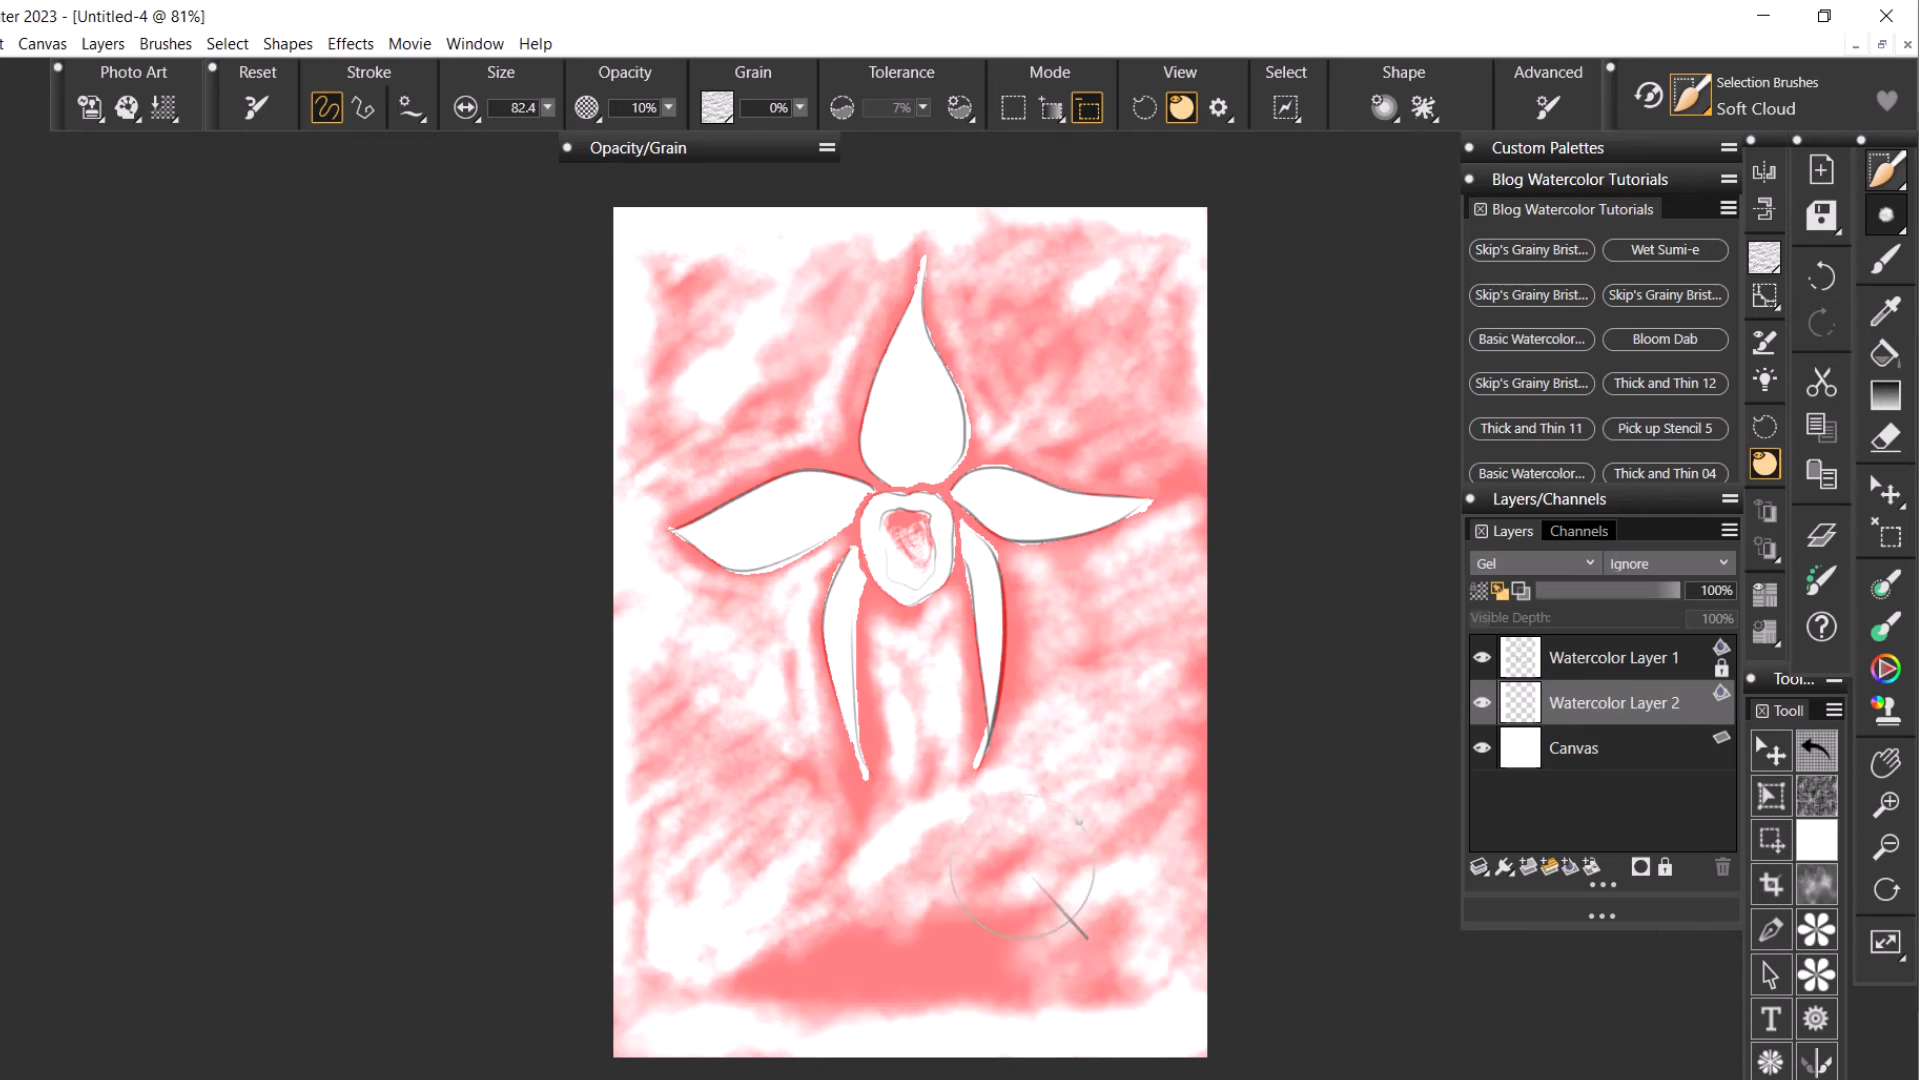 ter 2023 - [Untitled-4 @ 81%]
t Canvas Layers Brushes Select Shapes Effects Movie Window Help
Photo Art Reset Stroke Size Opacity Grain Tolerance Mode View Select Shape Advanced
Selection Brushes
82.4 10% 0% 7% Soft Cloud
Opacity/Grain
Custom Palettes
Blog Watercolor Tutorials
Blog Watercolor Tutorials
Skip's Grainy Brist... Wet Sumi-e
Skip's Grainy Brist... Skip's Grainy Brist...
Basic Watercolor... Bloom Dab
Skip's Grainy Brist... Thick and Thin 12
Thick and Thin 11 Pick up Stencil 5
Basic Watercolor... Thick and Thin 04
Layers/Channels
Layers Channels
Gel Ignore
100%
Visible Depth: 100%
Watercolor Layer 1
Watercolor Layer 2
Canvas
Tool...
Tooll